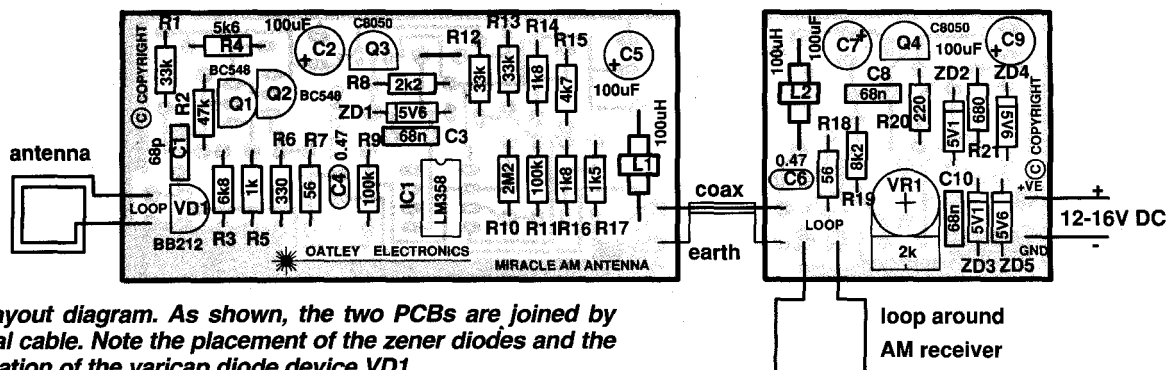 R1
5k6
R4
100uF
C2
C8050
Q3
R12
R13
R14
R15
C5
100uF
© COPYRIGHT
33k
R2
47k
BC548
Q1
Q2
BC548
R8
2k2
ZD1
5V6
68n
C3
33k
33k
1k8
4k7
100uH
L1
68p
C1
antenna
LOOP
VD1
BB212
6k8
R3
1k
R5
R6
330
R7
56
0.47
C4
R9
100k
IC1
LM358
2M2
100k
1k8
1k5
R10
R11
R16
R17
OATLEY ELECTRONICS
MIRACLE AM ANTENNA
coax
earth
100uH
100uF
C7
Q4
C8050
100uF
C9
L2
C8
68n
ZD2
ZD4
R20
220
5V1
680
5V6
R21
© COPYRIGHT
R18
0.47
C6
56
8k2
R19
VR1
2k
C10
68n
5V1
5V6
ZD3
ZD5
LOOP
+VE
GND
+
12-16V DC
-
loop around
AM receiver
ayout diagram. As shown, the two PCBs are joined by
al cable. Note the placement of the zener diodes and the
ation of the varicap diode device VD1